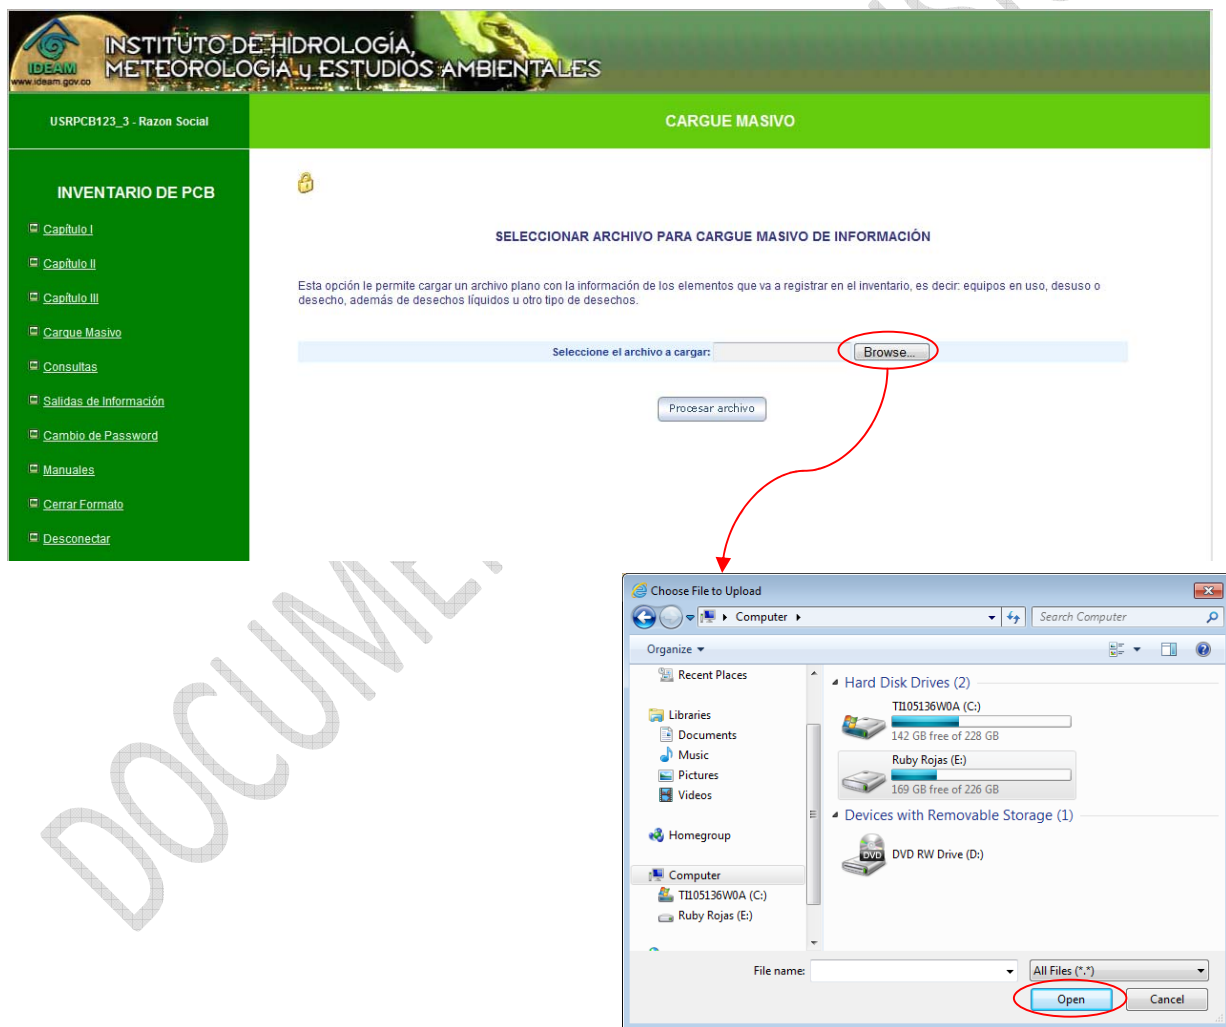 INSTITUTO DE HIDROLOGÍA,
METEOROLOGÍA y ESTUDIOS AMBIENTALES
IDEAM
www.ideam.gov.co
USRPCB123_3 - Razon Social
CARGUE MASIVO
INVENTARIO DE PCB
Capítulo I
Capítulo II
Capítulo III
Cargue Masivo
Consultas
Salidas de Información
Cambio de Password
Manuales
Cerrar Formato
Desconectar
SELECCIONAR ARCHIVO PARA CARGUE MASIVO DE INFORMACIÓN
Esta opción le permite cargar un archivo plano con la información de los elementos que va a registrar en el inventario, es decir: equipos en uso, desuso o
desecho, además de desechos líquidos u otro tipo de desechos.
Seleccione el archivo a cargar:
Browse...
Procesar archivo
Choose File to Upload
Computer
Search Computer
Organize
Recent Places
Libraries
Documents
Music
Pictures
Videos
Homegroup
Computer
TI105136W0A (C:)
Ruby Rojas (E:)
Hard Disk Drives (2)
TI105136W0A (C:)
142 GB free of 228 GB
Ruby Rojas (E:)
169 GB free of 226 GB
Devices with Removable Storage (1)
DVD
DVD RW Drive (D:)
File name:
All Files (*.*)
Open
Cancel
DOCUME